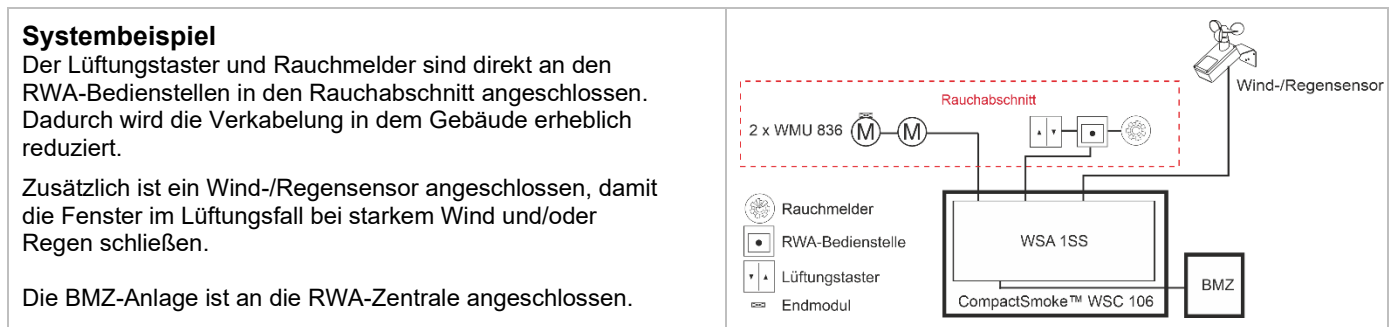 Systembeispiel
Der Lüftungstaster und Rauchmelder sind direkt an den
RWA-Bedienstellen in den Rauchabschnitt angeschlossen.
Dadurch wird die Verkabelung in dem Gebäude erheblich
reduziert.
Zusätzlich ist ein Wind-/Regensensor angeschlossen, damit
die Fenster im Lüftungsfall bei starkem Wind und/oder
Regen schließen.
Die BMZ-Anlage ist an die RWA-Zentrale angeschlossen.
Wind-/Regensensor
Rauchabschnitt
2 x WMU 836 M M
Rauchmelder
RWA-Bedienstelle
Lüftungstaster
Endmodul
WSA 1SS
CompactSmoke™ WSC 106
BMZ